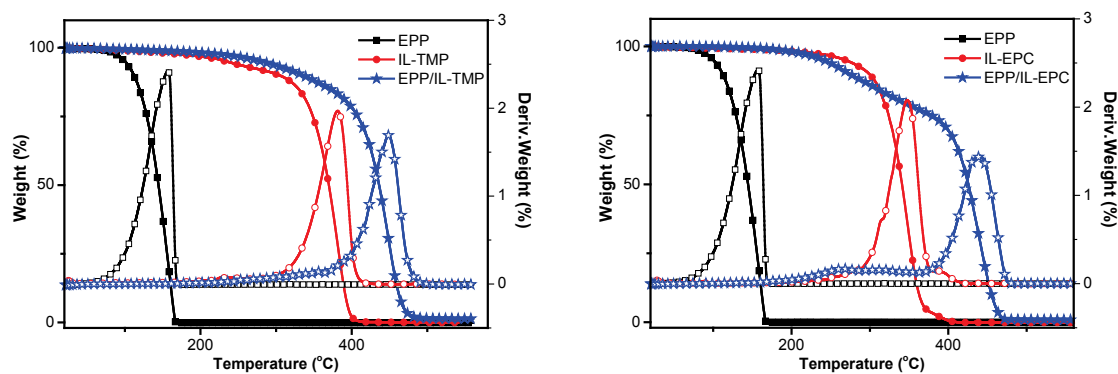 3
3
100
EPP
IL-TMP
EPP/IL-TMP
100
EPP
IL-EPC
EPP/IL-EPC
2
2
Weight (%)
50
Deriv.Weight (%)
Weight (%)
50
Deriv.Weight (%)
1
1
0
0
0
0
200
400
200
400
Temperature (°C)
Temperature (°C)